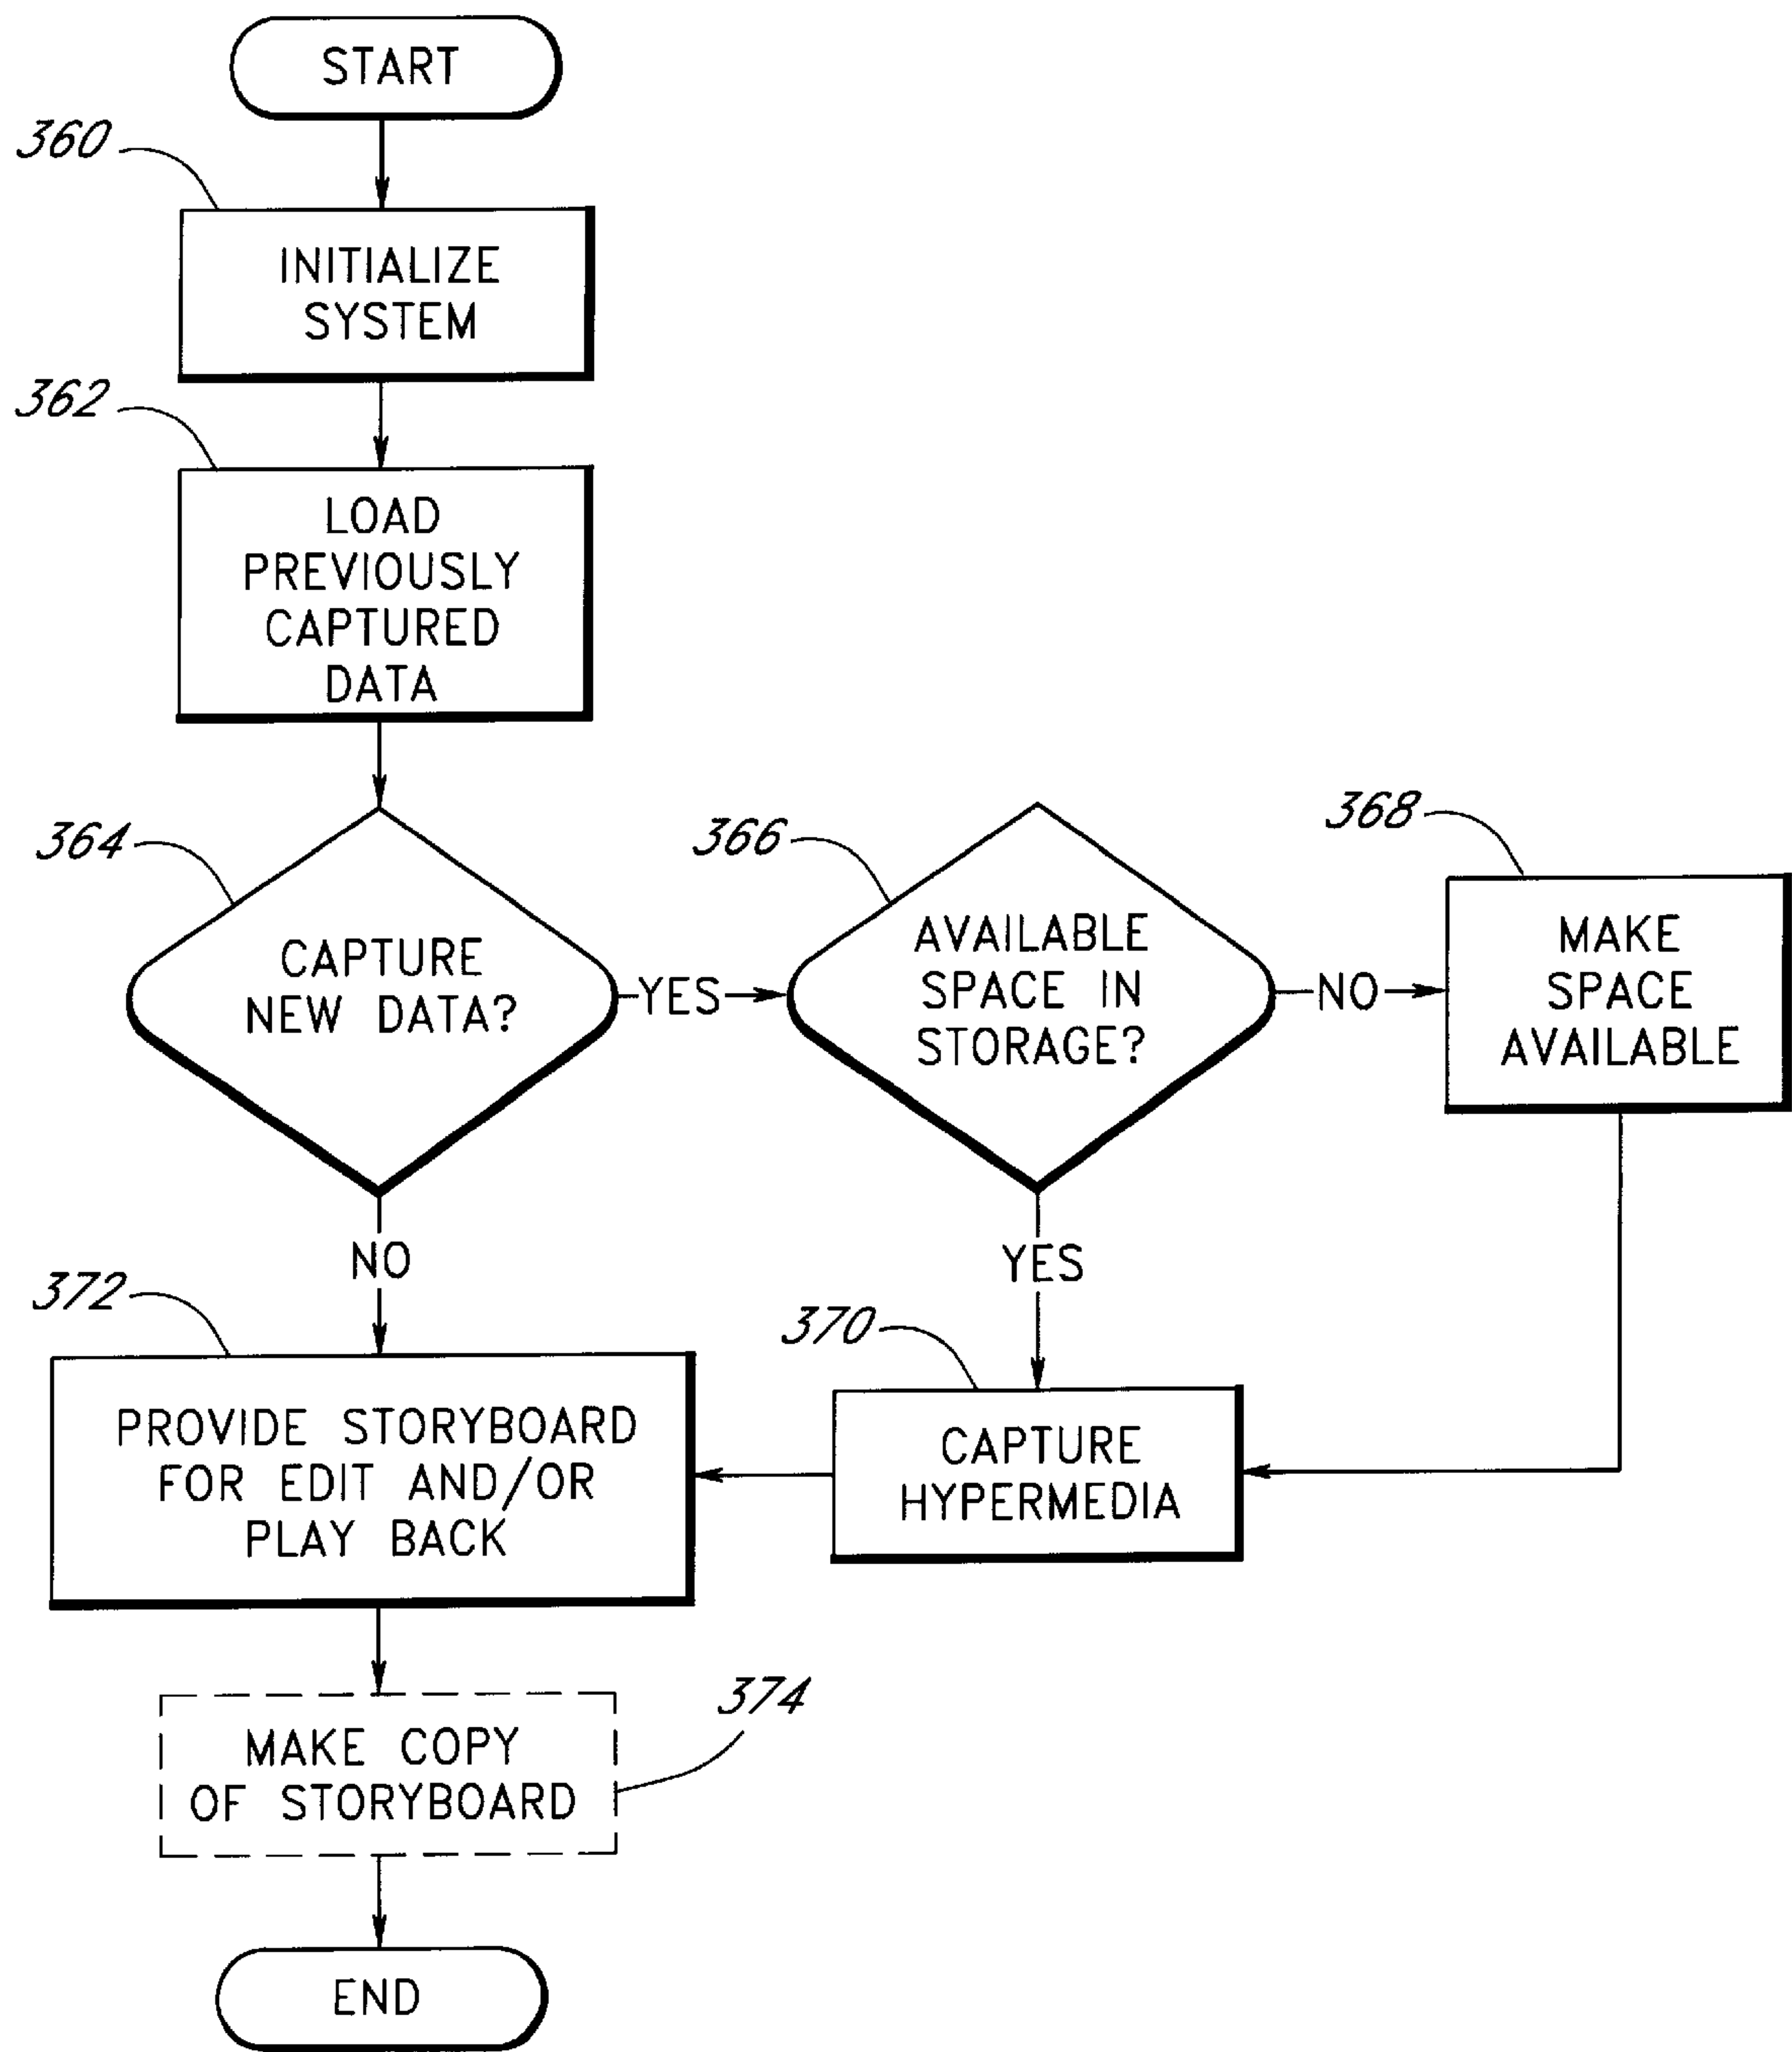 START
360
INITIALIZE
SYSTEM
362
LOAD
PREVIOUSLY
CAPTURED
DATA
364
CAPTURE
NEW DATA?
YES
366
AVAILABLE
SPACE IN
STORAGE?
NO
368
MAKE
SPACE
AVAILABLE
NO
YES
372
PROVIDE STORYBOARD
FOR EDIT AND/OR
PLAY BACK
370
CAPTURE
HYPERMEDIA
374
MAKE COPY
OF STORYBOARD
END